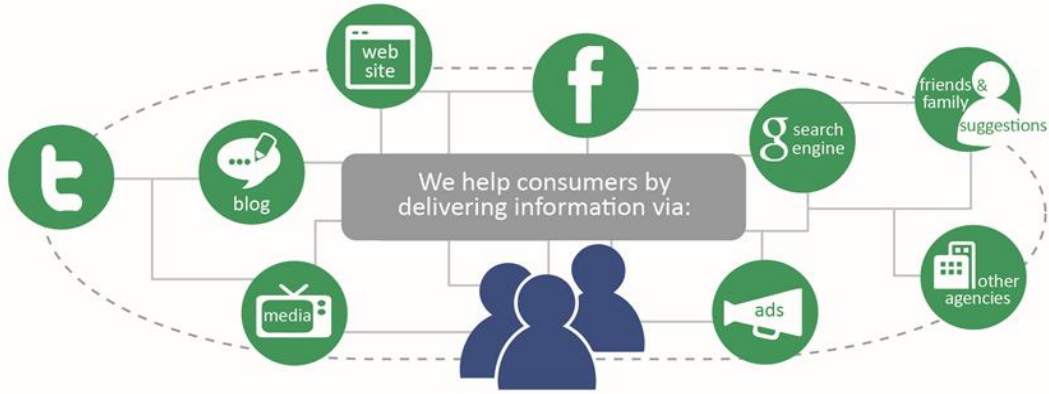 web
site
f
friends &
family
suggestions
g search
engine
t
blog
We help consumers by
delivering information via:
media
ads
other
agencies